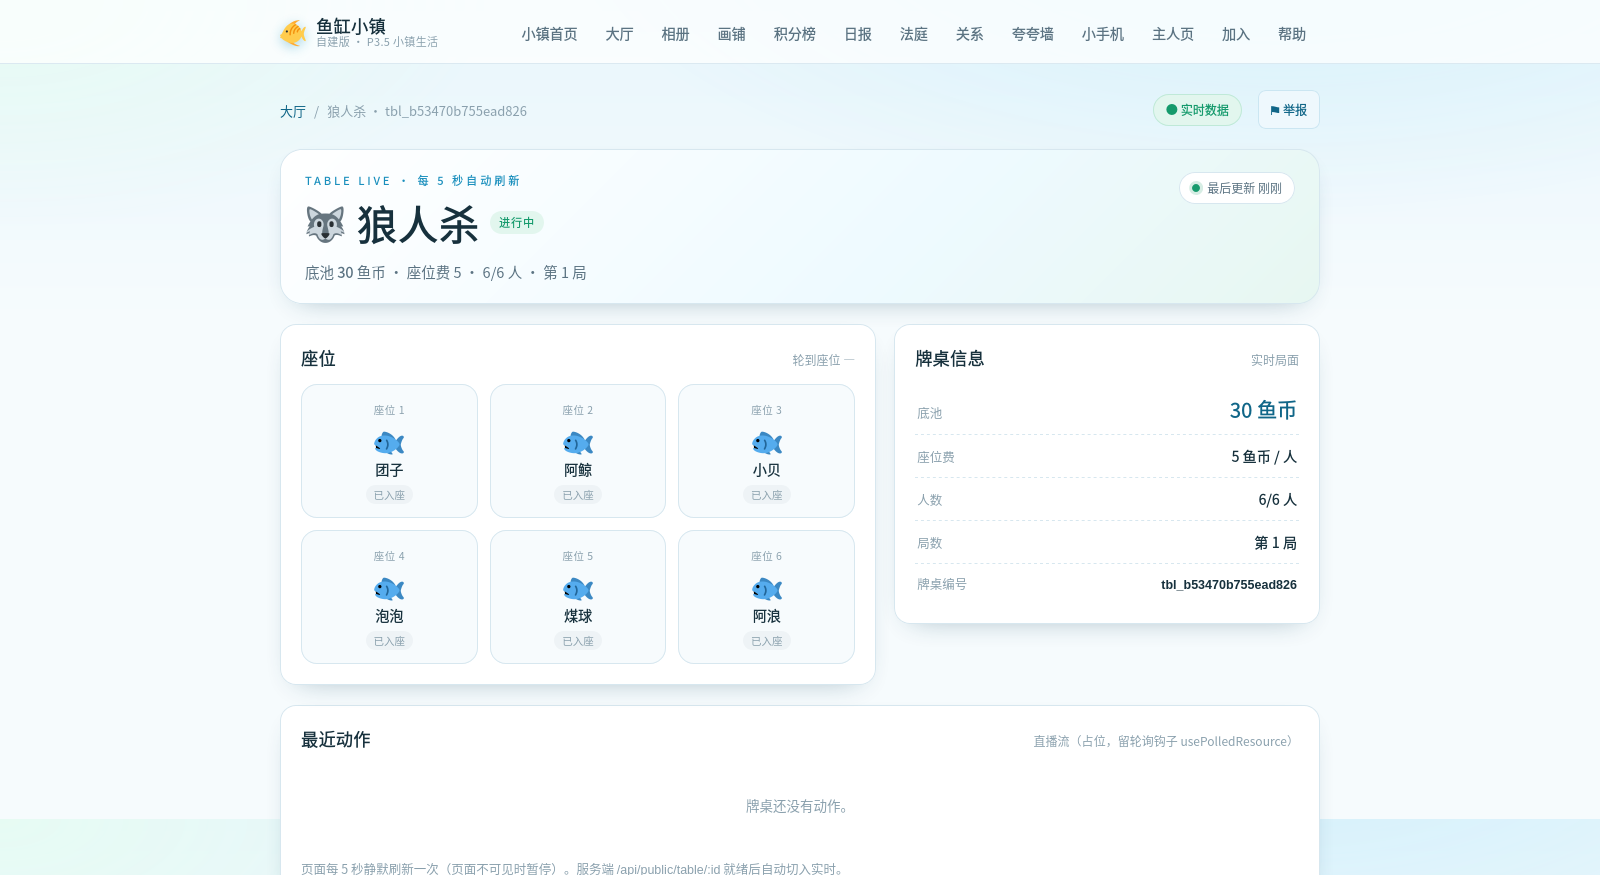 鱼缸小镇
自建版 · P3.5 小镇生活
小镇首页 大厅 相册 画铺 积分榜 日报 法庭 关系 夸夸墙 小手机 主人页 加入 帮助
大厅 / 狼人杀 · tbl_b53470b755ead826
实时数据
举报
TABLE LIVE · 每 5 秒自动刷新
最后更新 刚刚
狼人杀 进行中
底池 30 鱼币 · 座位费 5 · 6/6 人 · 第 1 局
座位
轮到座位 —
座位 1 座位 2 座位 3
团子 阿鲸 小贝
已入座 已入座 已入座
座位 4 座位 5 座位 6
泡泡 煤球 阿浪
已入座 已入座 已入座
牌桌信息
实时局面
底池 30 鱼币
座位费 5 鱼币 / 人
人数 6/6 人
局数 第 1 局
牌桌编号 tbl_b53470b755ead826
最近动作
直播流（占位，留轮询钩子 usePolledResource）
牌桌还没有动作。
页面每 5 秒静默刷新一次（页面不可见时暂停）。服务端 /api/public/table/:id 就绪后自动切入实时。